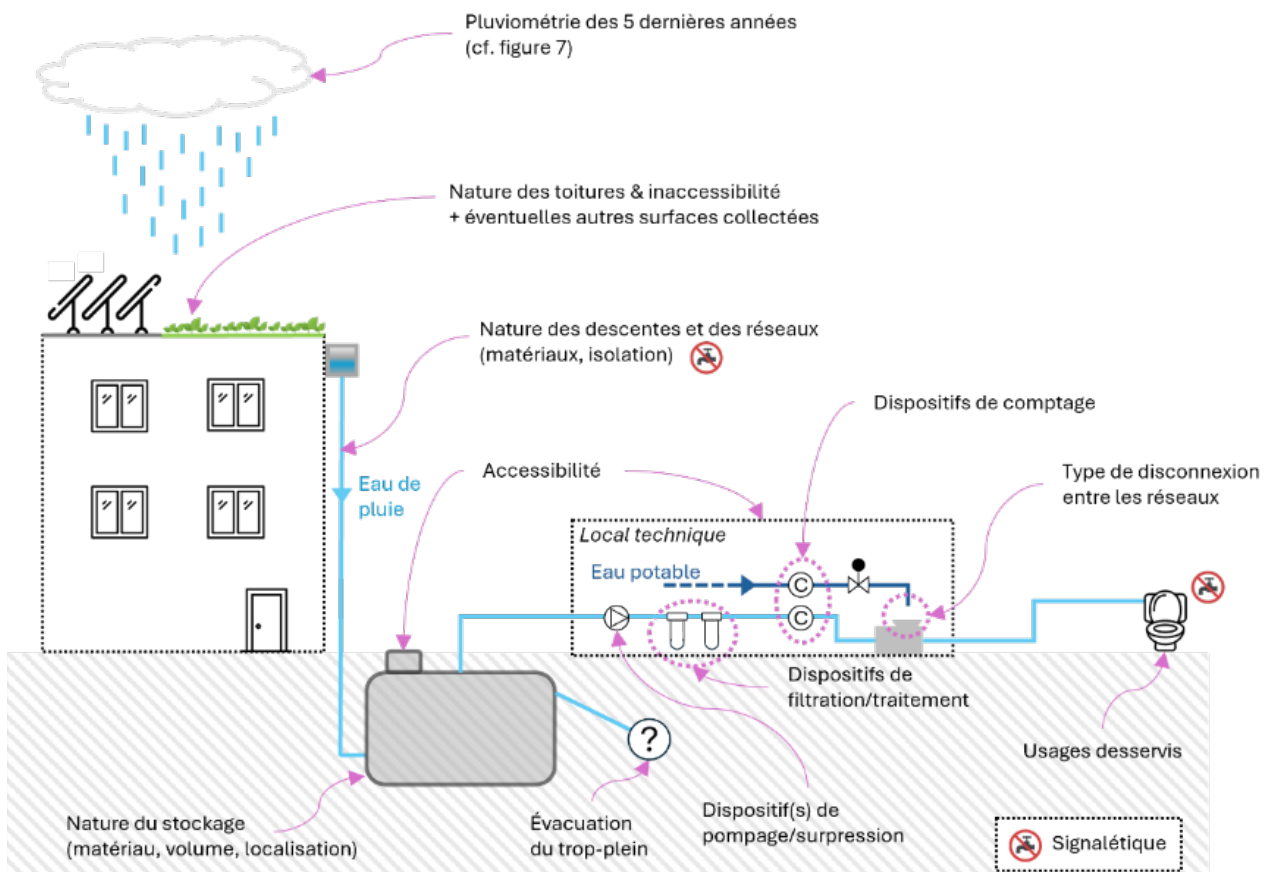 Pluviométrie des 5 dernières années
(cf. figure 7)
Nature des toitures & inaccessibilité
+ éventuelles autres surfaces collectées
Nature des descentes et des réseaux
(matériaux, isolation)
Dispositifs de comptage
Accessibilité
Type de disconnexion
entre les réseaux
Eau de
pluie
Local technique
Eau potable
C
C
Dispositifs de
filtration/traitement
?
Usages desservis
Nature du stockage
(matériau, volume, localisation)
Évacuation
du trop-plein
Dispositif(s) de
pompage/surpression
Signalétique